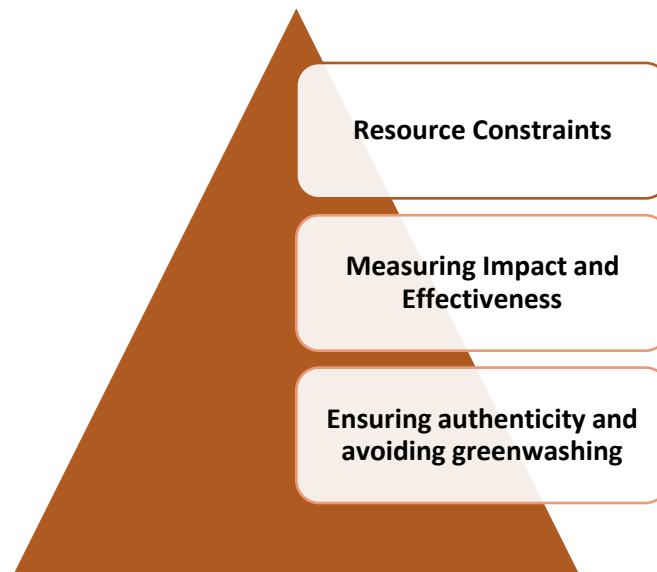 Resource Constraints
Measuring Impact and
Effectiveness
Ensuring authenticity and
avoiding greenwashing